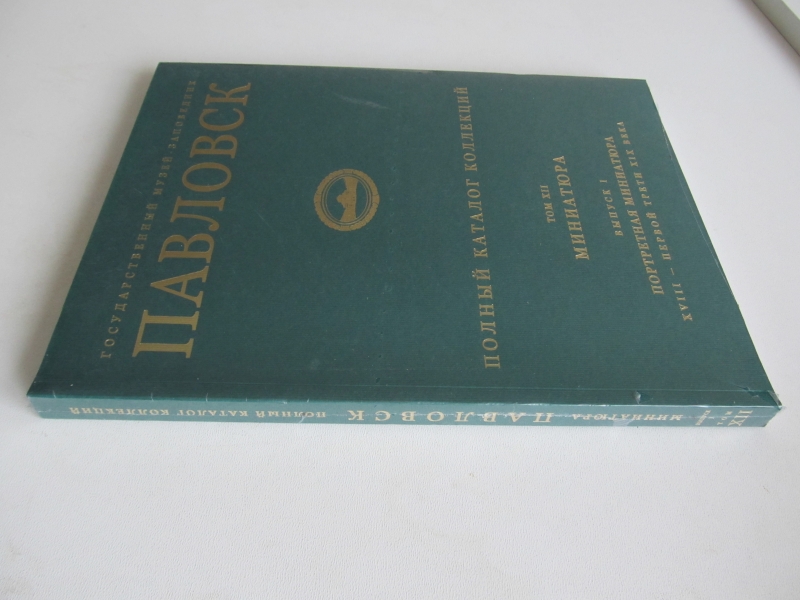 ГОСУДАРСТВЕННЫЙ МУЗЕЙ-ЗАПОВЕДНИК
ПАВЛОВСК
ПОЛНЫЙ КАТАЛОГ КОЛЛЕКЦИЙ
ТОМ XII
МИНИАТЮРА
ВЫПУСК 1
ПОРТРЕТНАЯ МИНИАТЮРА
XVIII – ПЕРВОЙ ТРЕТИ XIX ВЕКА
ПОЛНЫЙ КАТАЛОГ КОЛЛЕКЦИЙ
ПАВЛОВСК
МИНИАТЮРА
ТОМ
XII